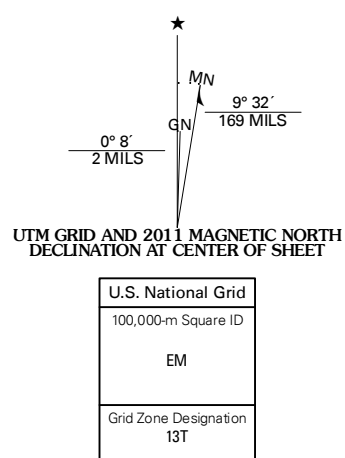 ★
MN
GN
9° 32´
169 MILS
0° 8´
2 MILS
UTM GRID AND 2011 MAGNETIC NORTH
DECLINATION AT CENTER OF SHEET
U.S. National Grid
100,000-m Square ID
EM
Grid Zone Designation
13T